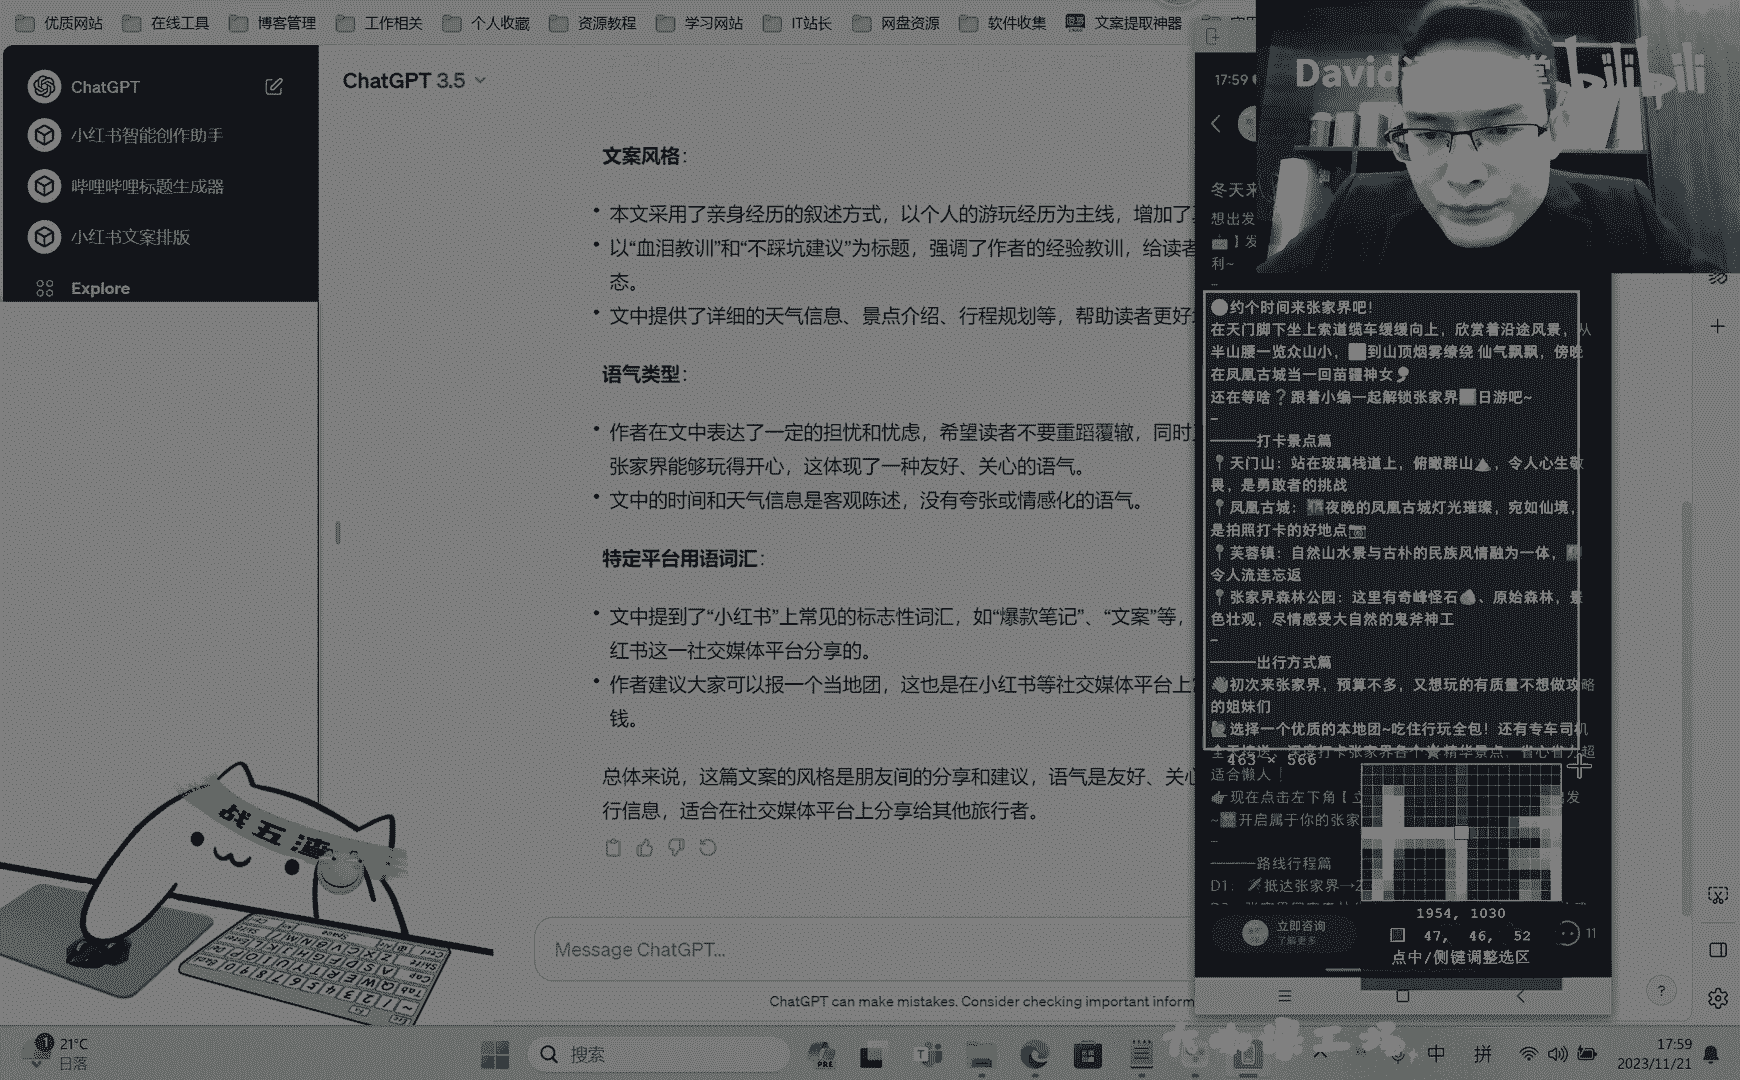 优质网站
在线工具
博客管理
工作相关
个人收藏
资源教程
学习网站
IT站长
网盘资源
软件收集
文案提取神器
ChatGPT
小红书智能创作助手
哔哩哔哩标题生成器
小红书文案排版
Explore
ChatGPT 3.5
文案风格：
本文采用了亲身经历的叙述方式，以个人的游玩经历为主线，增加了
以“血泪教训”和“不踩坑建议”为标题，强调了作者的经验教训，给读者
态。
文中提供了详细的天气信息、景点介绍、行程规划等，帮助读者更好
语气类型：
作者在文中表达了一定的担忧和忧虑，希望读者不要重蹈覆辙，同时
张家界能够玩得开心，这体现了一种友好、关心的语气。
文中的时间和天气信息是客观陈述，没有夸张或情感化的语气。
特定平台用语词汇：
文中提到了“小红书”上常见的标志性词汇，如“爆款笔记”、“文案”等，
红书这一社交媒体平台分享的。
作者建议大家可以报一个当地团，这也是在小红书等社交媒体平台上
钱。
总体来说，这篇文案的风格是朋友间的分享和建议，语气是友好、关心
行信息，适合在社交媒体平台上分享给其他旅行者。
Message ChatGPT...
ChatGPT can make mistakes. Consider checking important inform
David
bilibili
17:59
冬天来
想出发
】发
利~
约个时间来张家界吧！
在天门脚下坐上索道缆车缓缓向上，欣赏着沿途风景，从
半山腰一览众山小，到山顶烟雾缭绕 仙气飘飘，傍晚
在凤凰古城当一回苗疆神女
还在等啥？跟着小编一起解锁张家界日游吧~
–
———打卡景点篇
天门山：站在玻璃栈道上，俯瞰群山，令人心生敬
畏，是勇敢者的挑战
凤凰古城：夜晚的凤凰古城灯光璀璨，宛如仙境，
是拍照打卡的好地点
芙蓉镇：自然山水景与古朴的民族风情融为一体，
令人流连忘返
张家界森林公园：这里有奇峰怪石、原始森林，景
色壮观，尽情感受大自然的鬼斧神工
–
———出行方式篇
初次来张家界，预算不多，又想玩的有质量不想做攻略
的姐妹们
选择一个优质的本地团~吃住行玩全包！还有专车司机
全天接送，深度打卡张家界各个精华景点，省心省力超
463 × 566
适合懒人！
现在点击左下角【立
出发
~开启属于你的张家
–
———路线行程篇
D1：抵达张家界→
立即咨询
了解更多
11
1954, 1030
47, 46, 52
点中/侧键调整选区
战五渣
21°C
日落
搜索
中
拼
17:59
2023/11/21